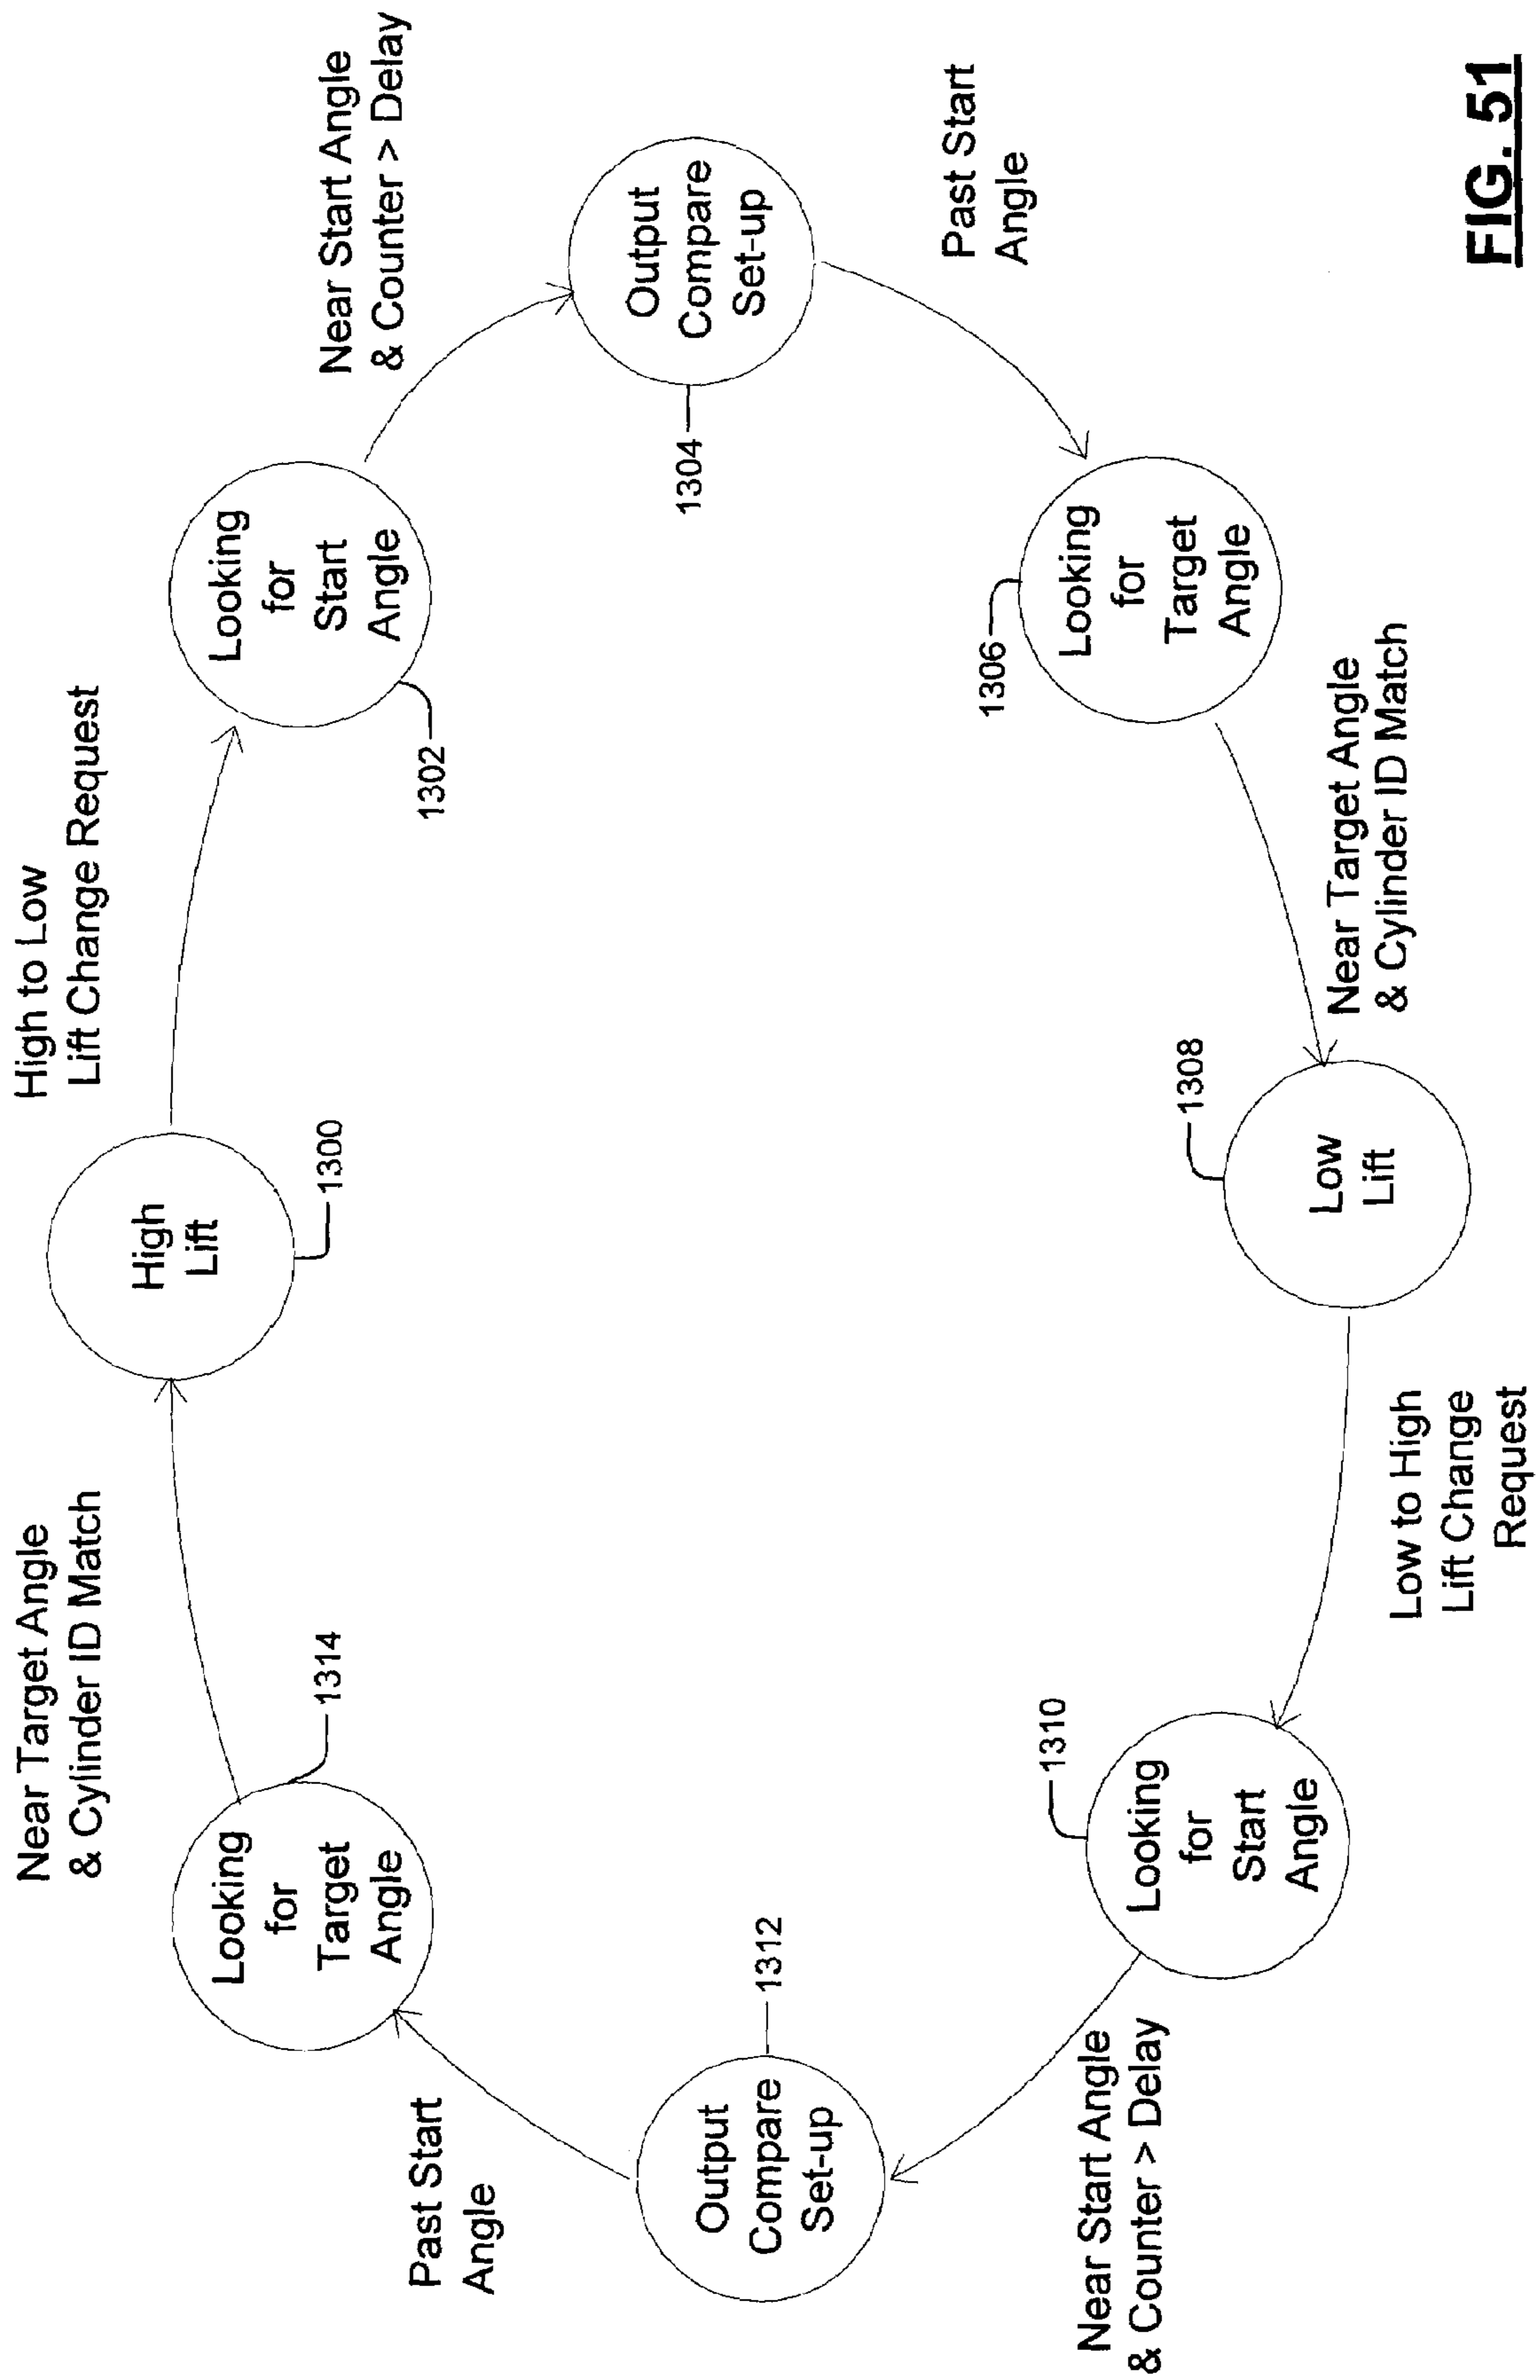 High to Low
Lift Change Request
Near Target Angle
& Cylinder ID Match
High
Lift
1300
Looking
for
Start
Angle
1302
Near Start Angle
& Counter > Delay
Output
Compare
Set-up
1304
Past Start
Angle
Looking
for
Target
Angle
1306
Near Target Angle
& Cylinder ID Match
Low
Lift
1308
Low to High
Lift Change
Request
Looking
for
Start
Angle
1310
Near Start Angle
& Counter > Delay
Output
Compare
Set-up
1312
Past Start
Angle
Looking
for
Target
Angle
1314
FIG. 51